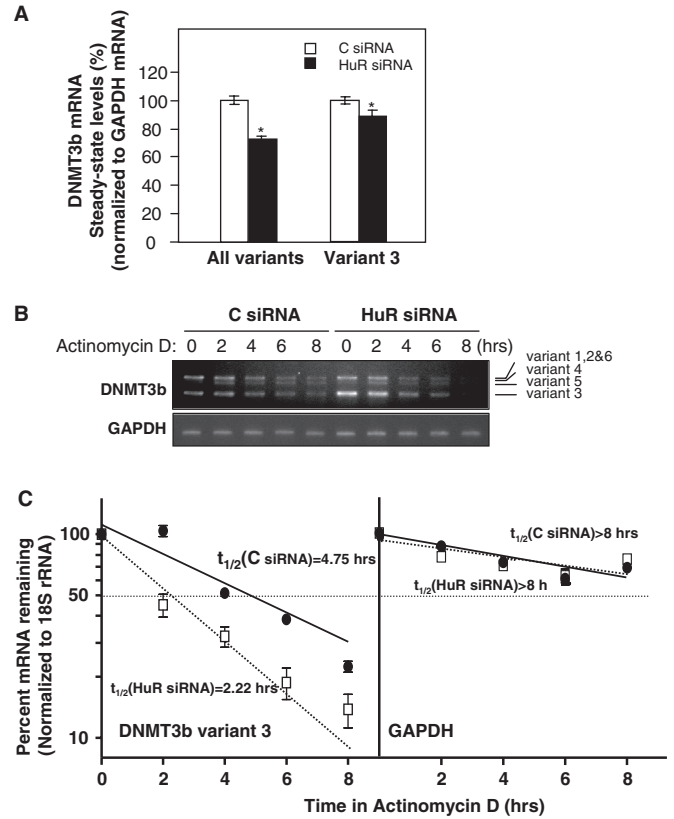 A
DNMT3b mRNA
Steady-state levels (%)
(normalized to GAPDH mRNA)
C siRNA
HuR siRNA
120
100
80
60
40
20
0
*
*
All variants
Variant 3
B
C siRNA
HuR siRNA
Actinomycin D: 0 2 4 6 8 0 2 4 6 8 (hrs)
DNMT3b
variant 1,2&6
variant 4
variant 5
variant 3
GAPDH
C
Percent mRNA remaining
(Normalized to 18S rRNA)
100
50
10
t1/2(C siRNA)=4.75 hrs
t1/2(HuR siRNA)=2.22 hrs
DNMT3b variant 3
t1/2(C siRNA)>8 hrs
t1/2(HuR siRNA)>8 h
GAPDH
0 2 4 6 8 2 4 6 8
Time in Actinomycin D (hrs)